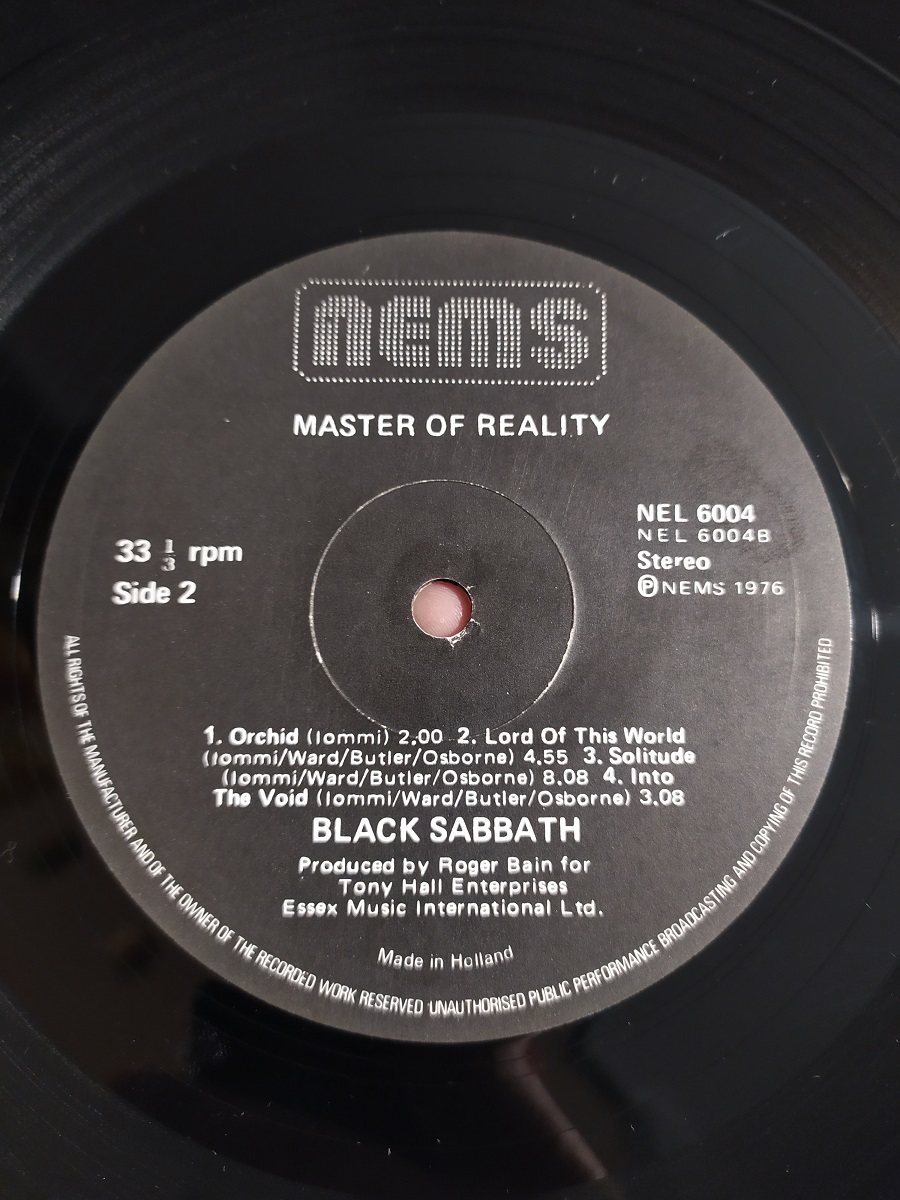 nems
MASTER OF REALITY
33 1/3 rpm
Side 2
NEL 6004
NEL 6004B
Stereo
Ⓟ NEMS 1976
1. Orchid (Iommi) 2,00 2. Lord Of This World
(Iommi/Ward/Butler/Osborne) 4.55 3. Solitude
(Iommi/Ward/Butler/Osborne) 8.08 4. Into
The Void (Iommi/Ward/Butler/Osborne) 3.08
BLACK SABBATH
Produced by Roger Bain for
Tony Hall Enterprises
Essex Music International Ltd.
Made in Holland
ALL RIGHTS OF THE MANUFACTURER AND OF THE OWNER OF THE RECORDED WORK RESERVED UNAUTHORISED PUBLIC PERFORMANCE BROADCASTING AND COPYING OF THIS RECORD PROHIBITED